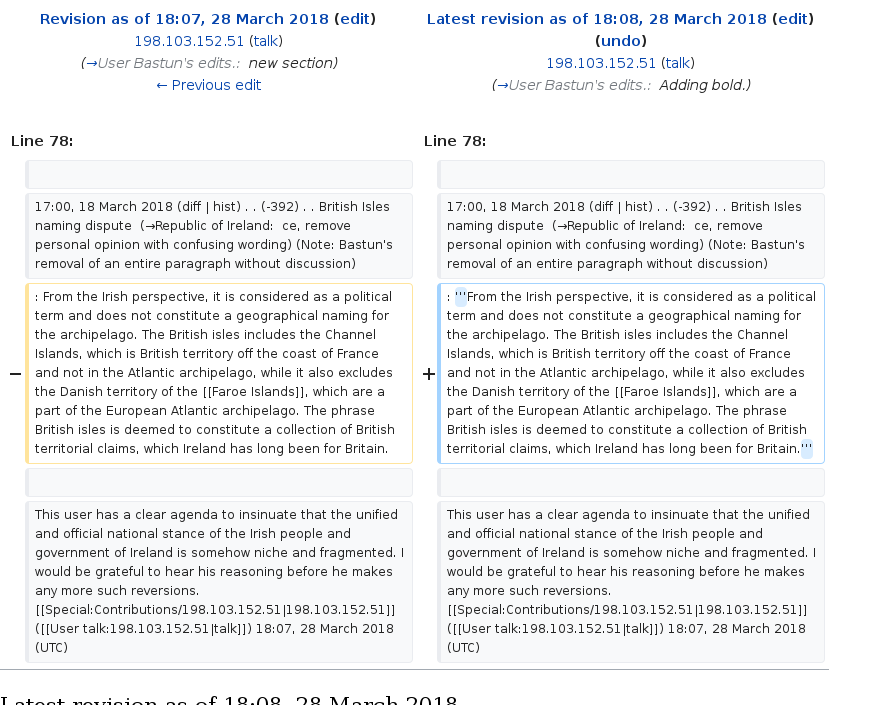 Revision as of 18:07, 28 March 2018 (edit)
198.103.152.51 (talk)
(→User Bastun's edits.: new section)
← Previous edit
Latest revision as of 18:08, 28 March 2018 (edit)
(undo)
198.103.152.51 (talk)
(→User Bastun's edits.: Adding bold.)
Line 78:
Line 78:
17:00, 18 March 2018 (diff | hist) . . (-392) . . British Isles
naming dispute (→Republic of Ireland: ce, remove
personal opinion with confusing wording) (Note: Bastun's
removal of an entire paragraph without discussion)
17:00, 18 March 2018 (diff | hist) . . (-392) . . British Isles
naming dispute (→Republic of Ireland: ce, remove
personal opinion with confusing wording) (Note: Bastun's
removal of an entire paragraph without discussion)
−
: From the Irish perspective, it is considered as a political
term and does not constitute a geographical naming for
the archipelago. The British isles includes the Channel
Islands, which is British territory off the coast of France
and not in the Atlantic archipelago, while it also excludes
the Danish territory of the [[Faroe Islands]], which are a
part of the European Atlantic archipelago. The phrase
British isles is deemed to constitute a collection of British
territorial claims, which Ireland has long been for Britain.
+
: '''From the Irish perspective, it is considered as a political
term and does not constitute a geographical naming for
the archipelago. The British isles includes the Channel
Islands, which is British territory off the coast of France
and not in the Atlantic archipelago, while it also excludes
the Danish territory of the [[Faroe Islands]], which are a
part of the European Atlantic archipelago. The phrase
British isles is deemed to constitute a collection of British
territorial claims, which Ireland has long been for Britain.'''
This user has a clear agenda to insinuate that the unified
and official national stance of the Irish people and
government of Ireland is somehow niche and fragmented. I
would be grateful to hear his reasoning before he makes
any more such reversions.
[[Special:Contributions/198.103.152.51|198.103.152.51]]
([[User talk:198.103.152.51|talk]]) 18:07, 28 March 2018
(UTC)
This user has a clear agenda to insinuate that the unified
and official national stance of the Irish people and
government of Ireland is somehow niche and fragmented. I
would be grateful to hear his reasoning before he makes
any more such reversions.
[[Special:Contributions/198.103.152.51|198.103.152.51]]
([[User talk:198.103.152.51|talk]]) 18:07, 28 March 2018
(UTC)
Latest revision as of 18:08, 28 March 2018